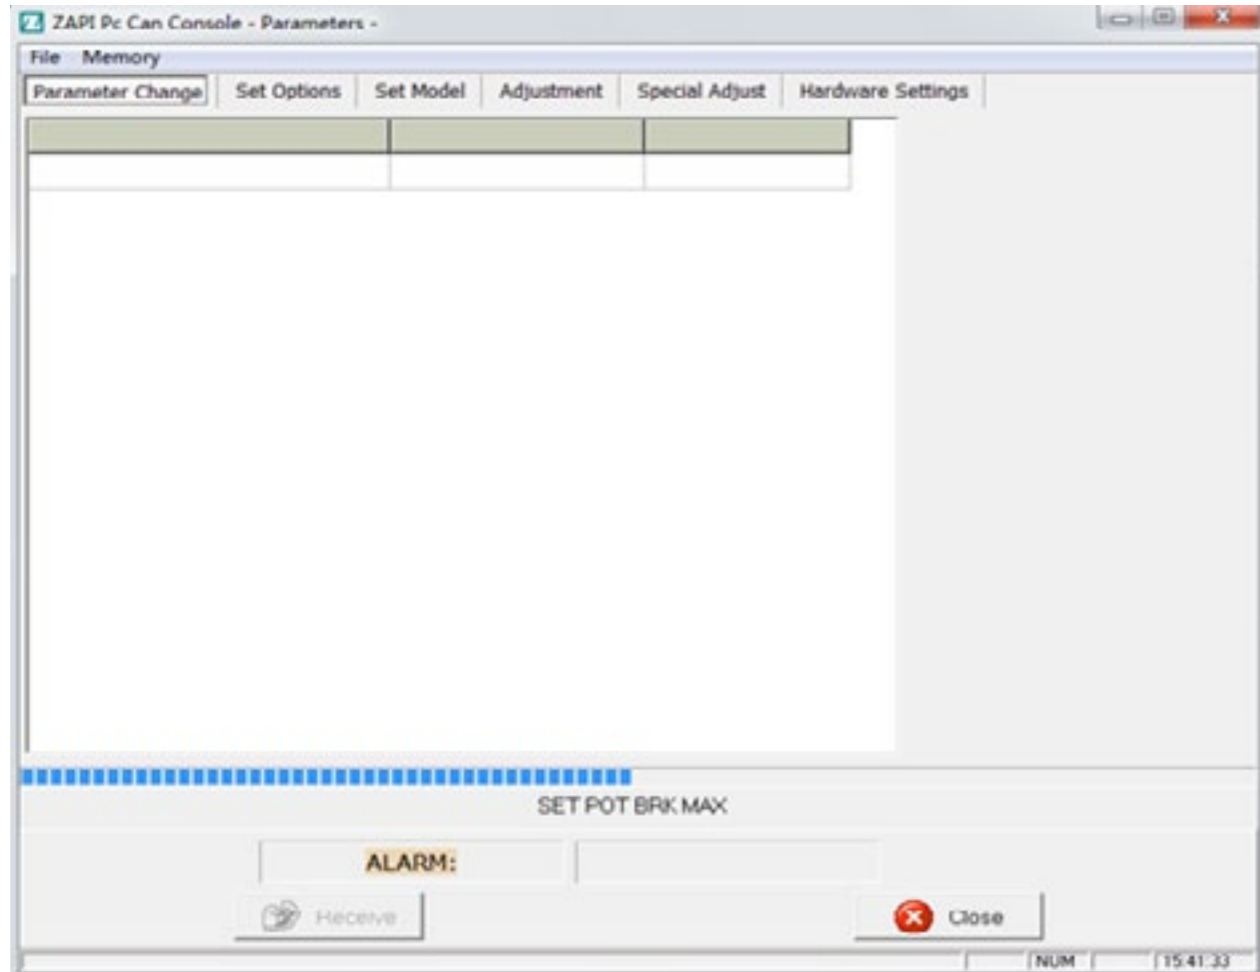 ZAPI Pc Can Console - Parameters -
File Memory
Parameter Change Set Options Set Model Adjustment Special Adjust Hardware Settings
SET POT BRK MAX
ALARM:
Receive Close
NUM 15:41:33